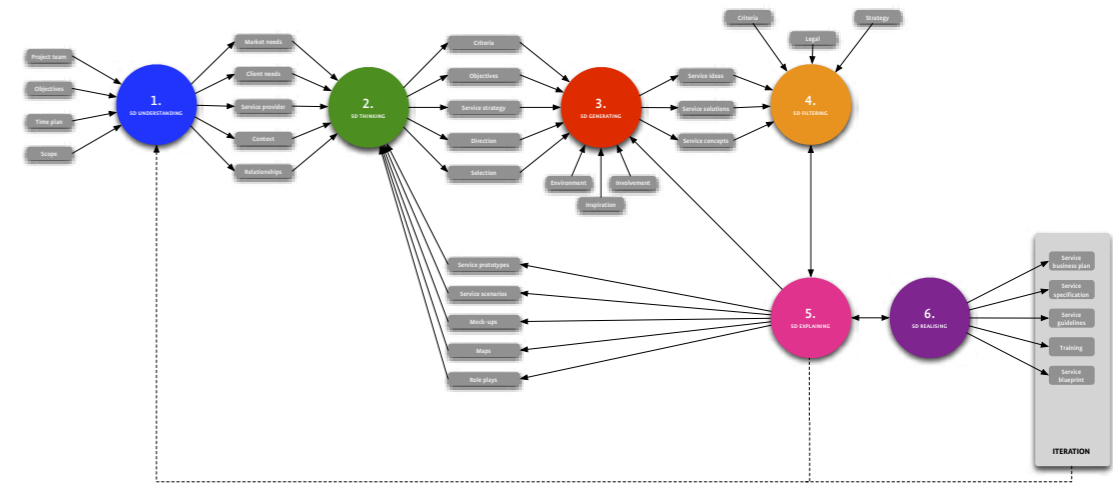 Project team
Objectives
Time plan
Scope
1.
SD UNDERSTANDING
Market needs
Client needs
Service provider
Context
Relationships
2.
SD THINKING
Criteria
Objectives
Service strategy
Direction
Selection
3.
SD GENERATING
Environment
Inspiration
Involvement
Service ideas
Service solutions
Service concepts
Criteria
Legal
Strategy
4.
SD FILTERING
Service prototypes
Service scenarios
Mock-ups
Maps
Role plays
5.
SD EXPLAINING
6.
SD REALISING
Service
business plan
Service
specification
Service
guidelines
Training
Service
blueprint
ITERATION